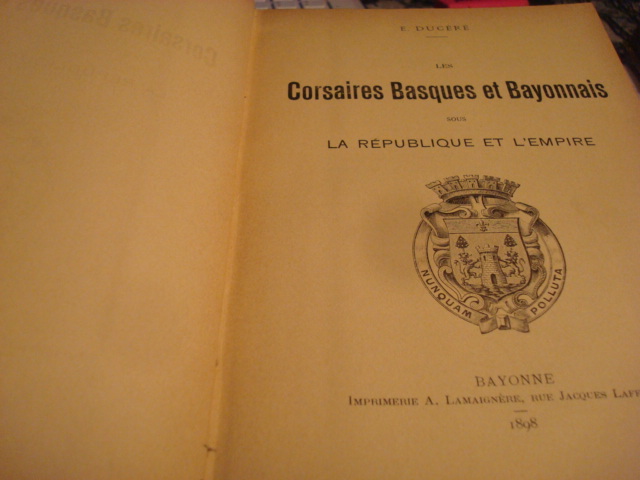 E. DUCÉRÉ
LES
Corsaires Basques et Bayonnais
SOUS
LA RÉPUBLIQUE ET L'EMPIRE
NUNQUAM POLLUTA
BAYONNE
IMPRIMERIE A. LAMAIGNÈRE, RUE JACQUES LAFF
1898